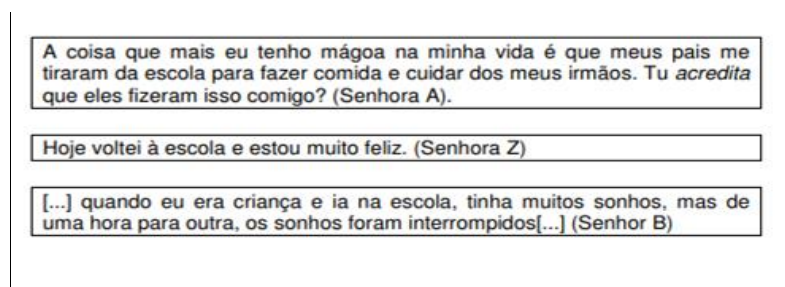 A coisa que mais eu tenho mágoa na minha vida é que meus pais me
tiraram da escola para fazer comida e cuidar dos meus irmãos. Tu acredita
que eles fizeram isso comigo? (Senhora A).
Hoje voltei à escola e estou muito feliz. (Senhora Z)
[...] quando eu era criança e ia na escola, tinha muitos sonhos, mas de
uma hora para outra, os sonhos foram interrompidos[...] (Senhor B)